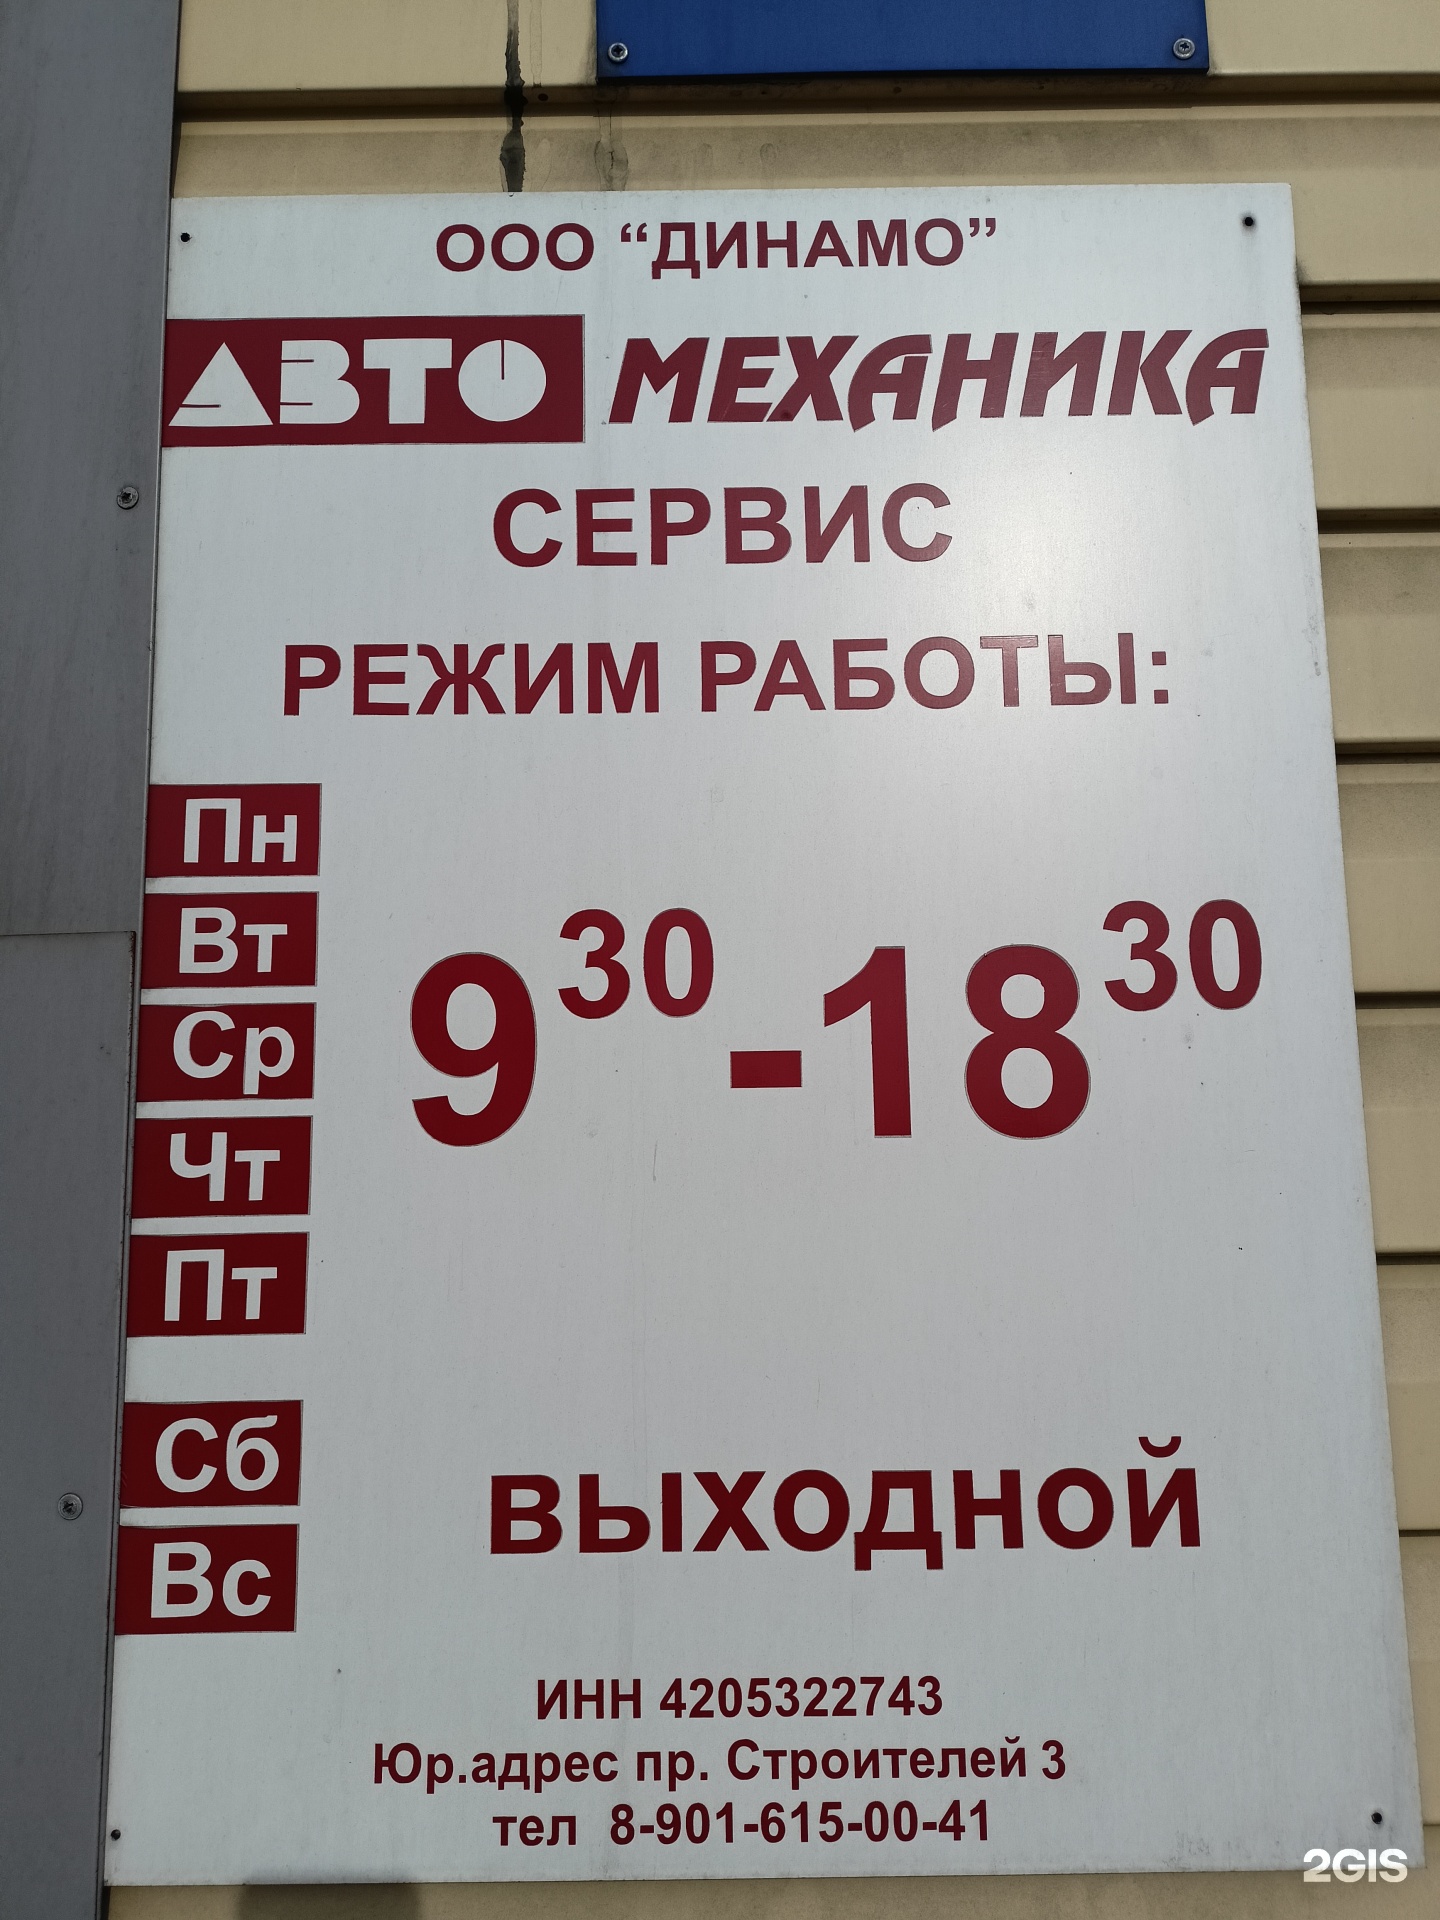 ООО “ДИНАМО”
АВТО МЕХАНИКА
СЕРВИС
РЕЖИМ РАБОТЫ:
Пн
Вт
Ср
Чт
Пт
9 30 - 18 30
Сб
Вс
ВЫХОДНОЙ
ИНН 4205322743
Юр.адрес пр. Строителей 3
тел 8-901-615-00-41
2GIS